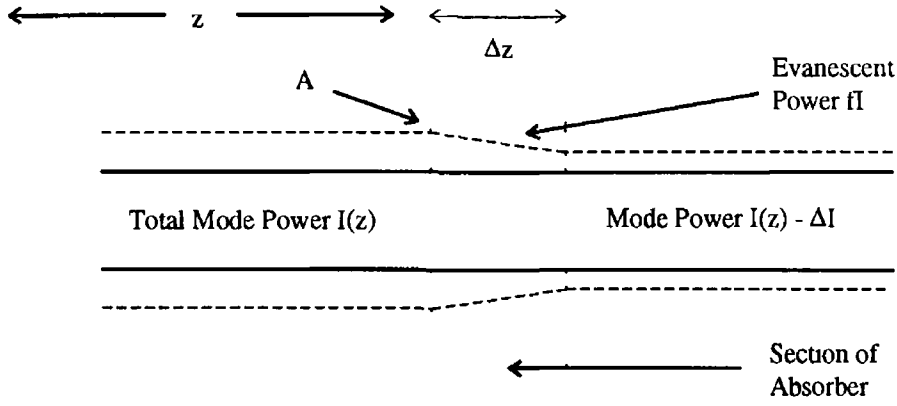 z
Δz
A
Evanescent
Power fI
Total Mode Power I(z)
Mode Power I(z) - ΔI
Section of
Absorber